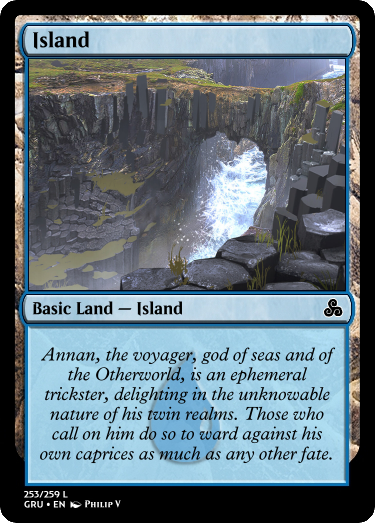 Island
Basic Land — Island
Annan, the voyager, god of seas and of
the Otherworld, is an ephemeral
trickster, delighting in the unknowable
nature of his twin realms. Those who
call on him do so to ward against his
own caprices as much as any other fate.
253/259 L
GRU • EN Philip V